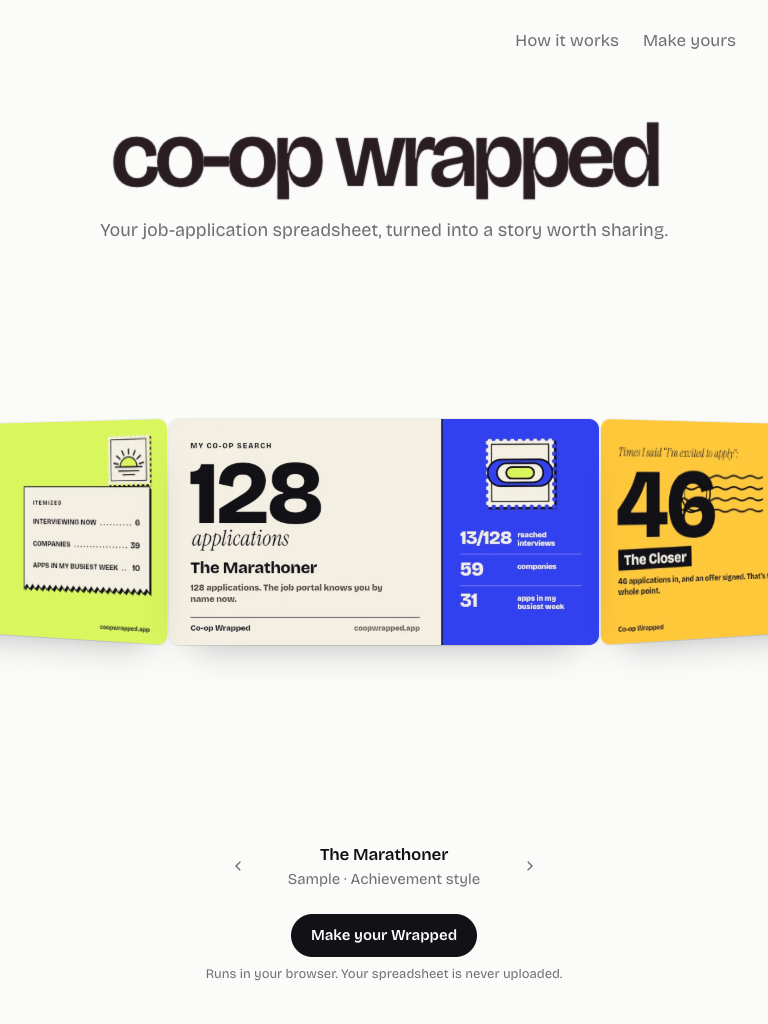 How it works
Make yours
co-op wrapped
Your job-application spreadsheet, turned into a story worth sharing.
ITEMIZED
INTERVIEWING NOW .......... 6
COMPANIES ................. 39
APPS IN MY BUSIEST WEEK .. 10
coopwrapped.app
MY CO-OP SEARCH
128
applications
The Marathoner
128 applications. The job portal knows you by
name now.
Co-op Wrapped
coopwrapped.app
13/128 reached
interviews
59 companies
31 apps in my
busiest week
Times I said "I'm excited to apply":
46
The Closer
46 applications in, and an offer signed. That's
whole point.
Co-op Wrapped
The Marathoner
Sample · Achievement style
Make your Wrapped
Runs in your browser. Your spreadsheet is never uploaded.